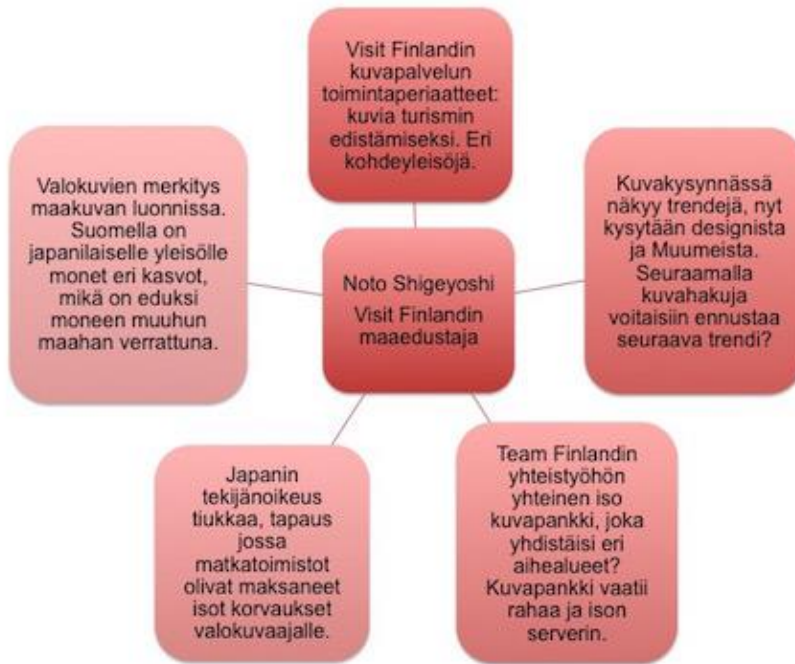 Visit Finlandin
kuvapalvelun
toimintaperiaatteet:
kuvia turismin
edistämiseksi. Eri
kohdeyleisöjä.
Valokuvien merkitys
maakuvan luonnissa.
Suomella on
japanilaiselle yleisölle
monet eri kasvot,
mikä on eduksi
moneen muuhun
maahan verrattuna.
Noto Shigeyoshi
Visit Finlandin
maaedustaja
Kuvakysynnässä
näkyy trendejä, nyt
kysytään designista
ja Muumeista.
Seuraamalla
kuvahakuja
voitaisiin ennustaa
seuraava trendi?
Japanin
tekijänoikeus
tiukkaa, tapaus
jossa
matkatoimistot
olivat maksaneet
isot korvaukset
valokuvaajalle.
Team Finlandin
yhteistyöhön
yhteinen iso
kuvapankki, joka
yhdistäisi eri
aihealueet?
Kuvapankki vaatii
rahaa ja ison
serverin.